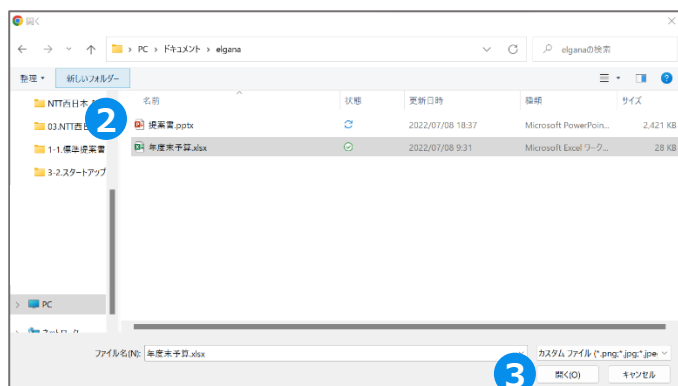 開く
PC › ドキュメント › elgana
elganaの検索
整理 新しいフォルダー
名前 状態 更新日時 種類 サイズ
NTT西日本
2
提案書.pptx 2022/07/08 18:37 Microsoft PowerPoin... 2,421 KB
03.NTT西日
年度末予算.xlsx 2022/07/08 9:31 Microsoft Excel ワーク... 28 KB
1-1.標準提案書
3-2.スタートアップ
PC
ファイル名(N): 年度末予算.xlsx カスタム ファイル (*.png;*.jpg;*.jpe
3
開く(O) キャンセル